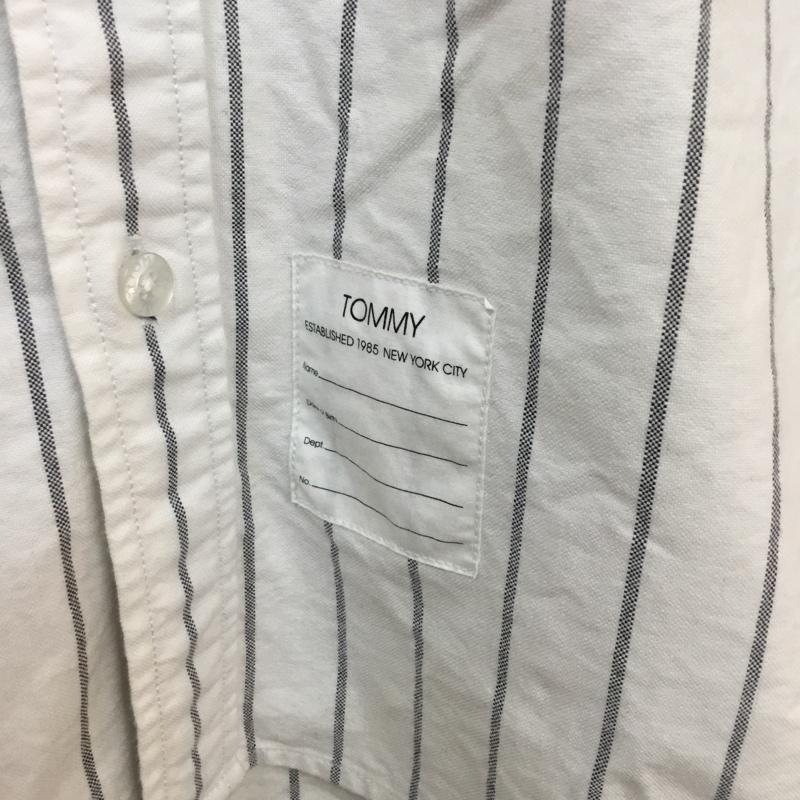 TOMMY
ESTABLISHED 1985 NEW YORK CITY
Name
Dept
No.